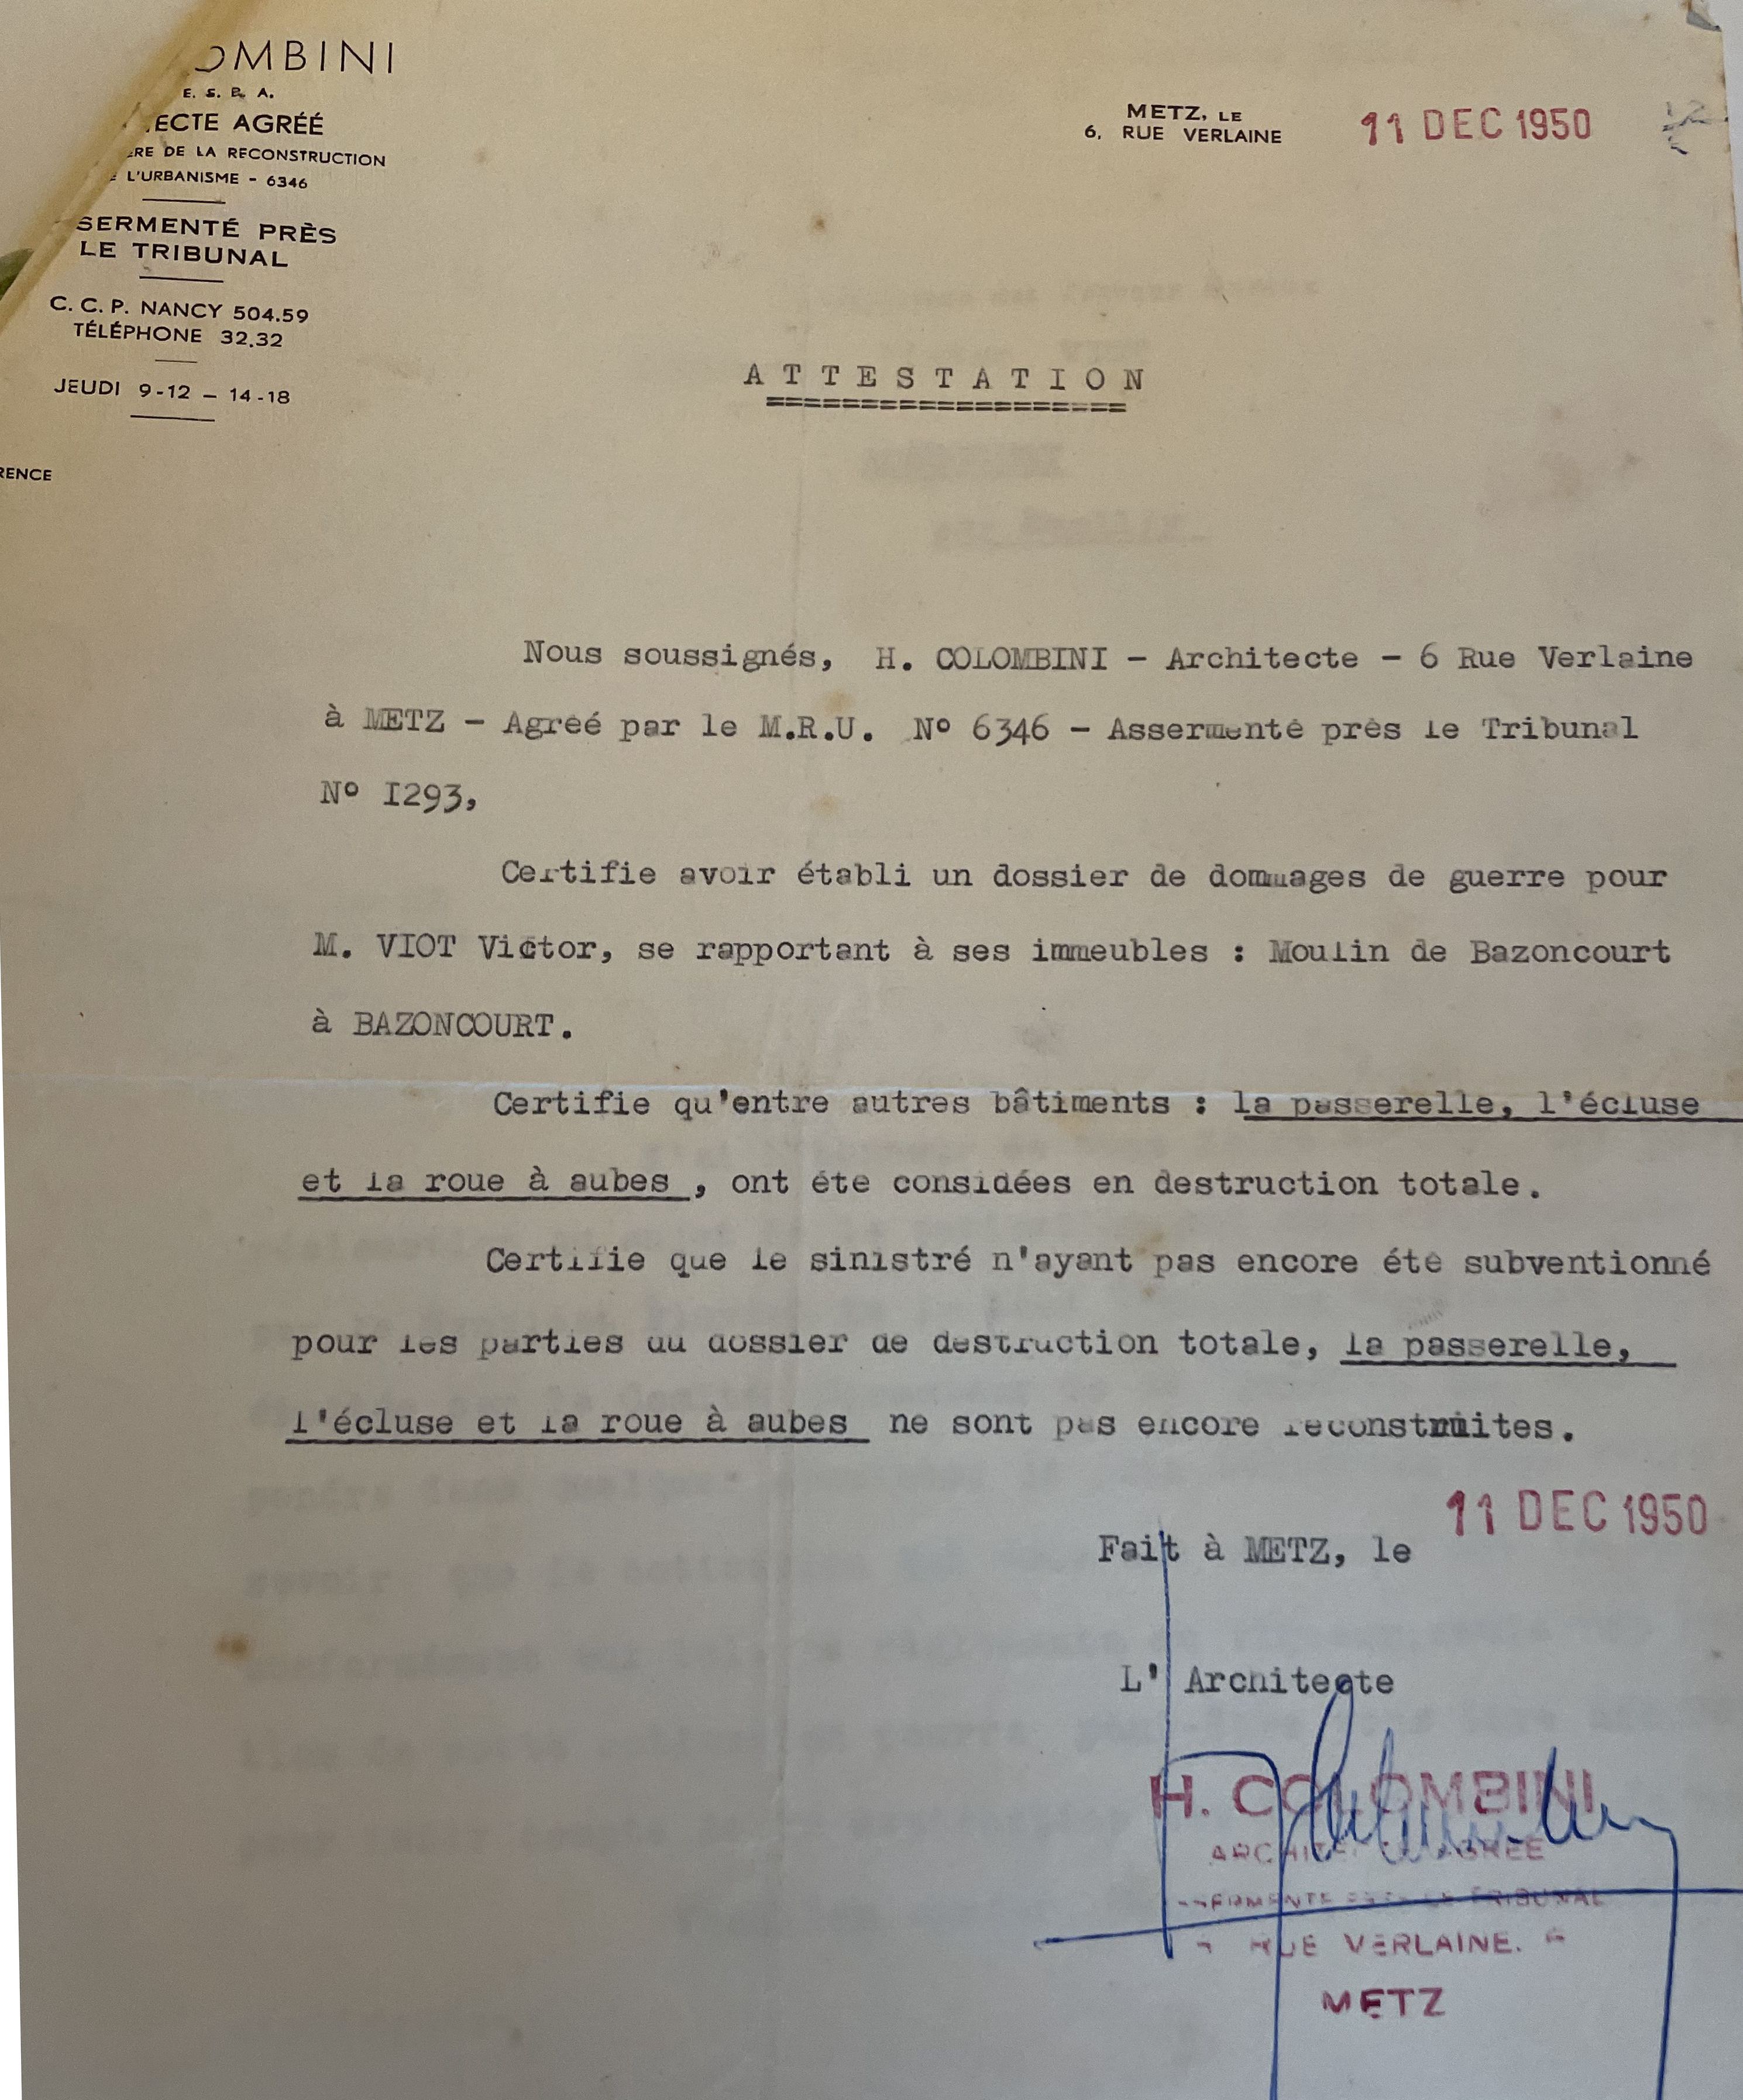 OMBINI
E. S. B. A.
ECTE AGRÉÉ
ÈRE DE LA RECONSTRUCTION
L'URBANISME - 6346
SERMENTÉ PRÈS
LE TRIBUNAL
C. C. P. NANCY 504.59
TÉLÉPHONE 32.32
JEUDI 9-12 — 14-18
RENCE
METZ, LE 11 DEC 1950
6, RUE VERLAINE
ATTESTATION
Nous soussignés, H. COLOMBINI - Architecte - 6 Rue Verlaine
à METZ - Agréé par le M.R.U. N° 6346 - Assermenté près le Tribunal
N° I293,
Certifie avoir établi un dossier de dommages de guerre pour
M. VIOT Victor, se rapportant à ses immeubles : Moulin de Bazoncourt
à BAZONCOURT.
Certifie qu'entre autres bâtiments : la passerelle, l'écluse
et la roue à aubes , ont éte considées en destruction totale.
Certifie que le sinistré n'ayant pas encore été subventionné
pour les parties du dossier de destruction totale, la passerelle,
l'écluse et la roue à aubes ne sont pas encore reconstruites.
Fait à METZ, le 11 DEC 1950
L' Architecte
H. COLOMBINI
ARCHITECTE AGRÉÉ
TRIBUNAL
RUE VERLAINE. 6
METZ